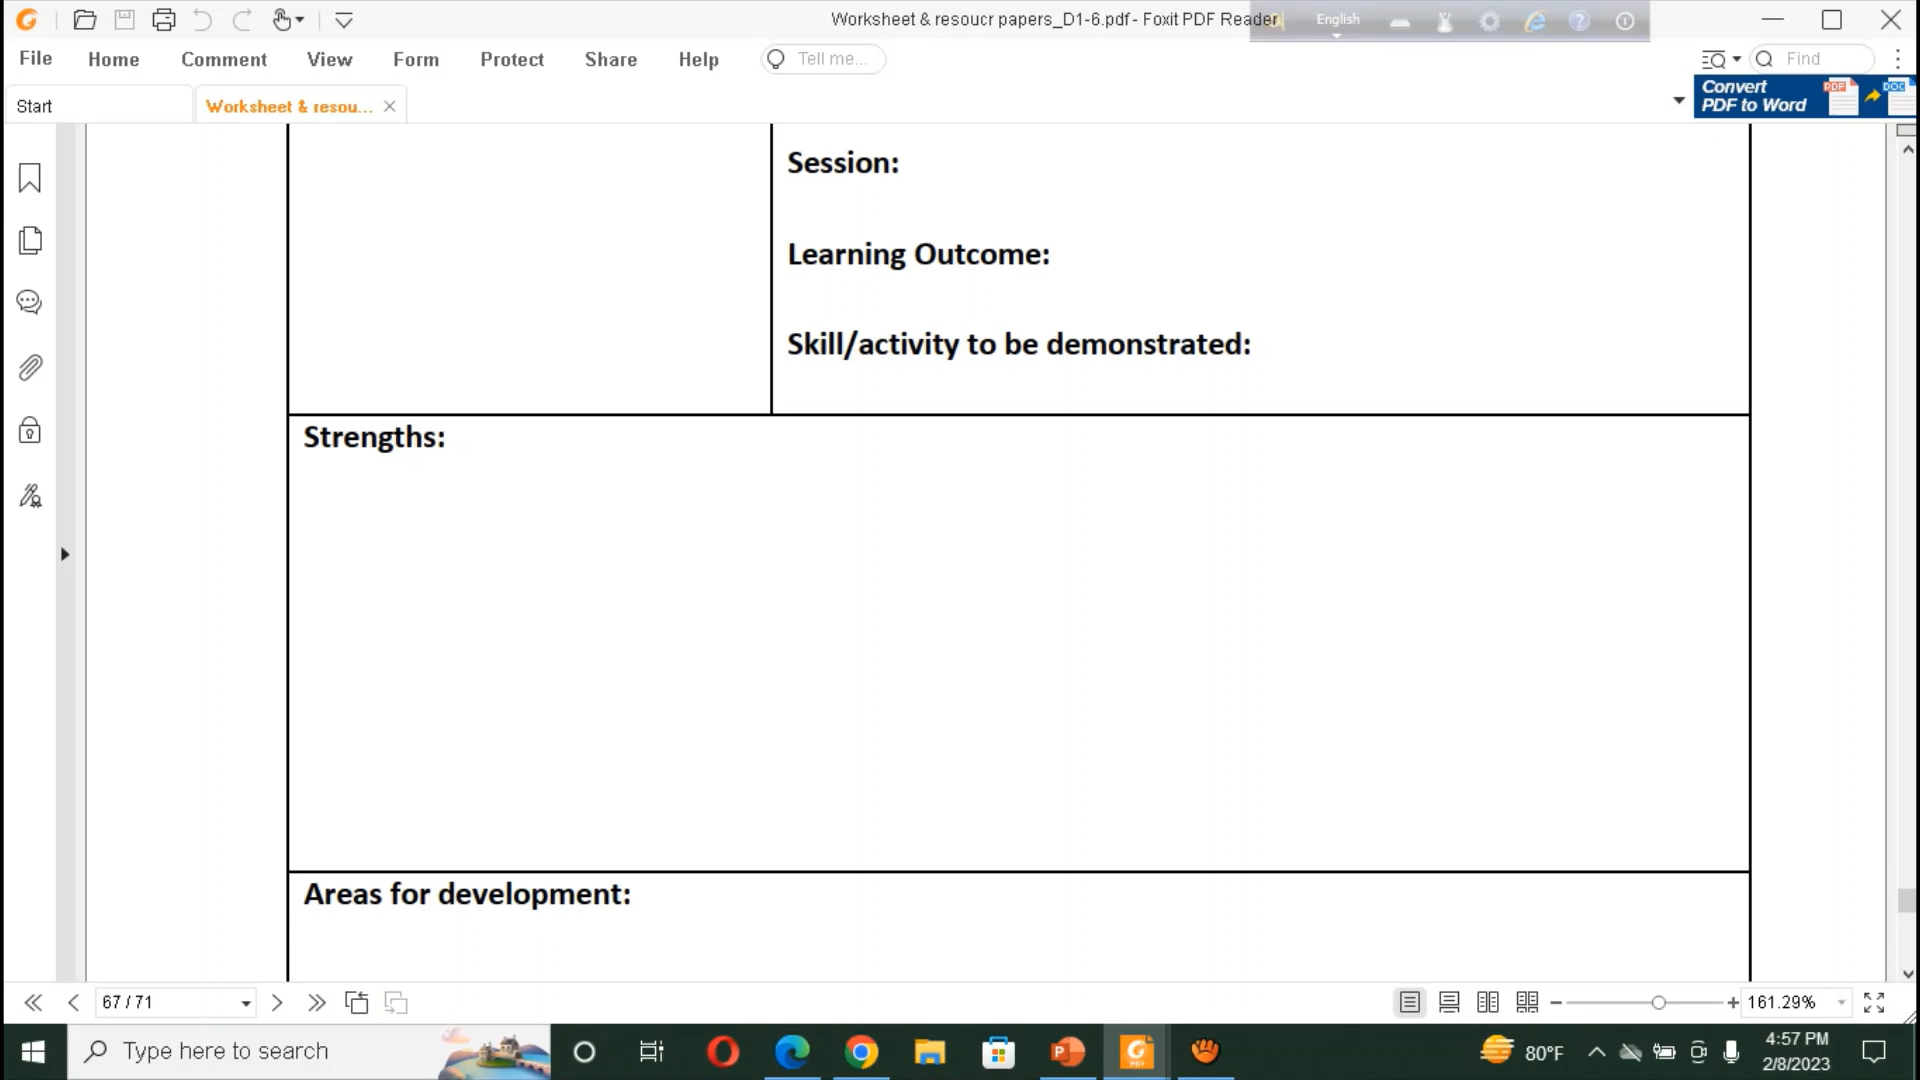 Worksheet & resoucr papers_D1-6.pdf - Foxit PDF Reader
English
File Home Comment View Form Protect Share Help Tell me... Find
Start
Worksheet & resou...
Convert
PDF to Word
PDF
DOC
Session:
Learning Outcome:
Skill/activity to be demonstrated:
Strengths:
Areas for development:
67 / 71
161.29%
Type here to search
80°F
4:57 PM
2/8/2023